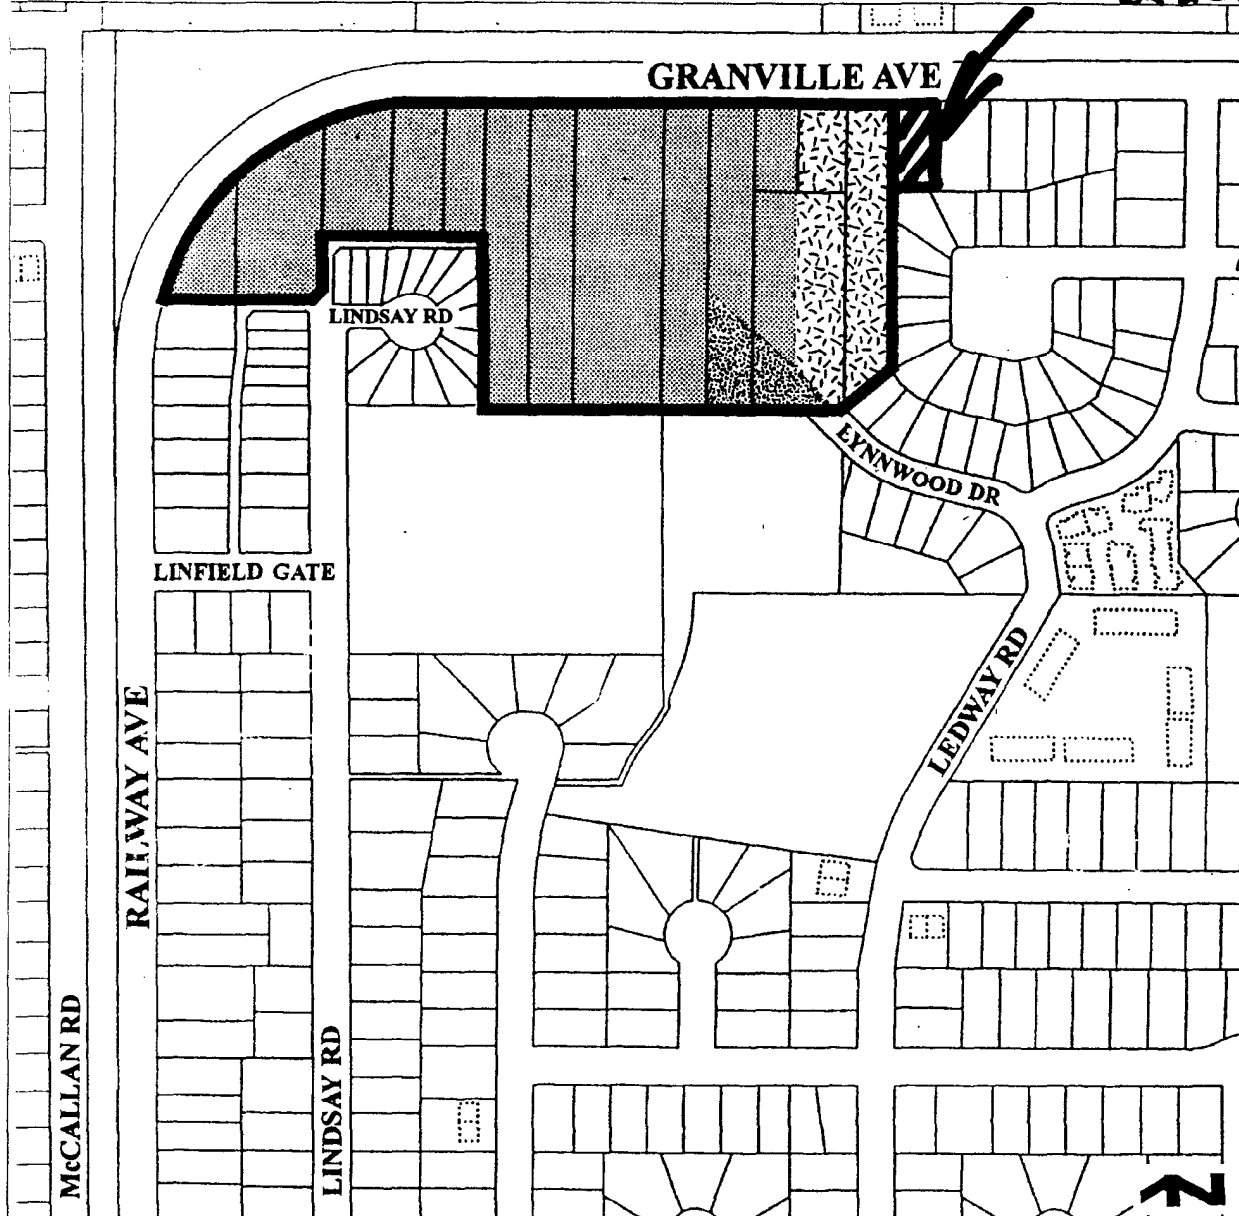 GRANVILLE AVE
LINDSAY RD
LYNNWOOD DR
LINFIELD GATE
LEDWAY RD
RAILWAY AVE
McCALLAN RD
LINDSAY RD